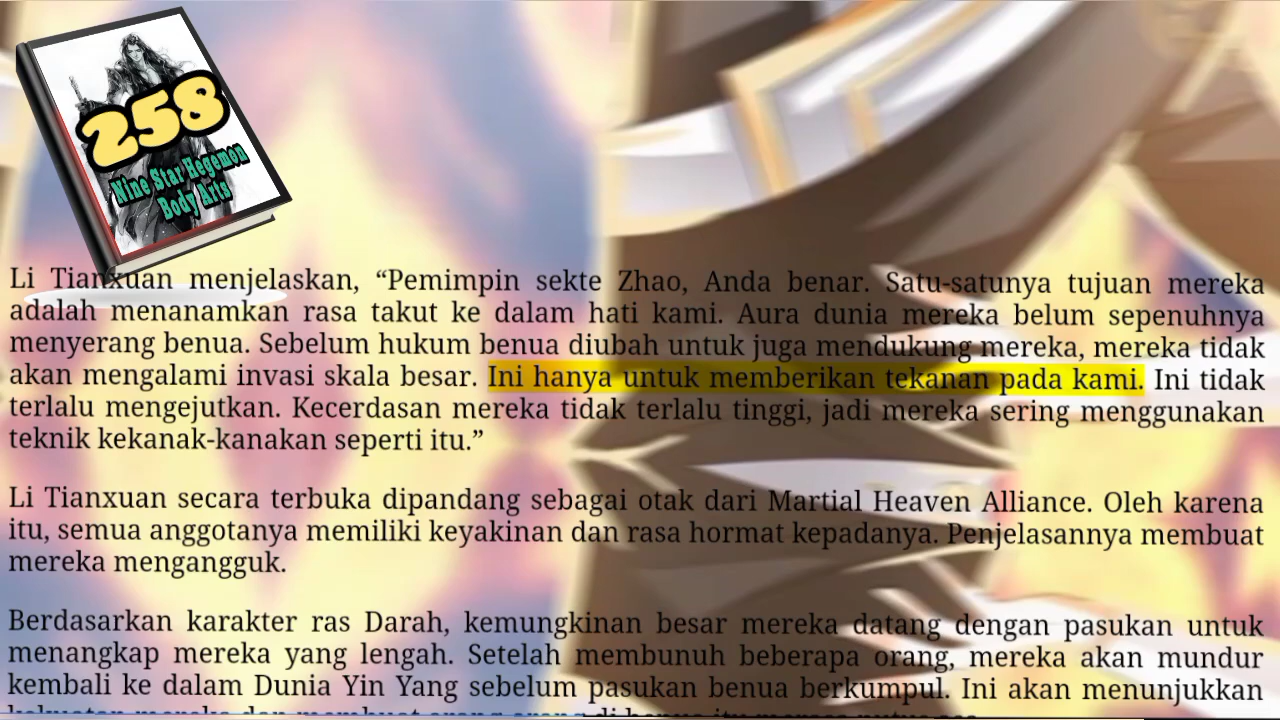 258
Nine Star Hegemon
Body Arts
Li Tianxuan menjelaskan, “Pemimpin sekte Zhao, Anda benar. Satu-satunya tujuan mereka
adalah menanamkan rasa takut ke dalam hati kami. Aura dunia mereka belum sepenuhnya
menyerang benua. Sebelum hukum benua diubah untuk juga mendukung mereka, mereka tidak
akan mengalami invasi skala besar. Ini hanya untuk memberikan tekanan pada kami. Ini tidak
terlalu mengejutkan. Kecerdasan mereka tidak terlalu tinggi, jadi mereka sering menggunakan
teknik kekanak-kanakan seperti itu.”
Li Tianxuan secara terbuka dipandang sebagai otak dari Martial Heaven Alliance. Oleh karena
itu, semua anggotanya memiliki keyakinan dan rasa hormat kepadanya. Penjelasannya membuat
mereka mengangguk.
Berdasarkan karakter ras Darah, kemungkinan besar mereka datang dengan pasukan untuk
menangkap mereka yang lengah. Setelah membunuh beberapa orang, mereka akan mundur
kembali ke dalam Dunia Yin Yang sebelum pasukan benua berkumpul. Ini akan menunjukkan